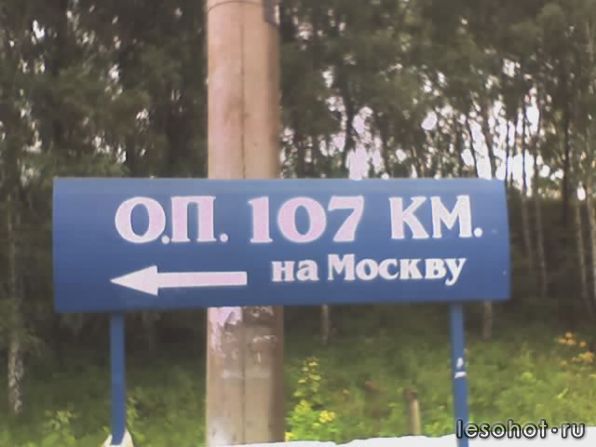 О.П. 107 КМ.
на Москву
lesohot.ru